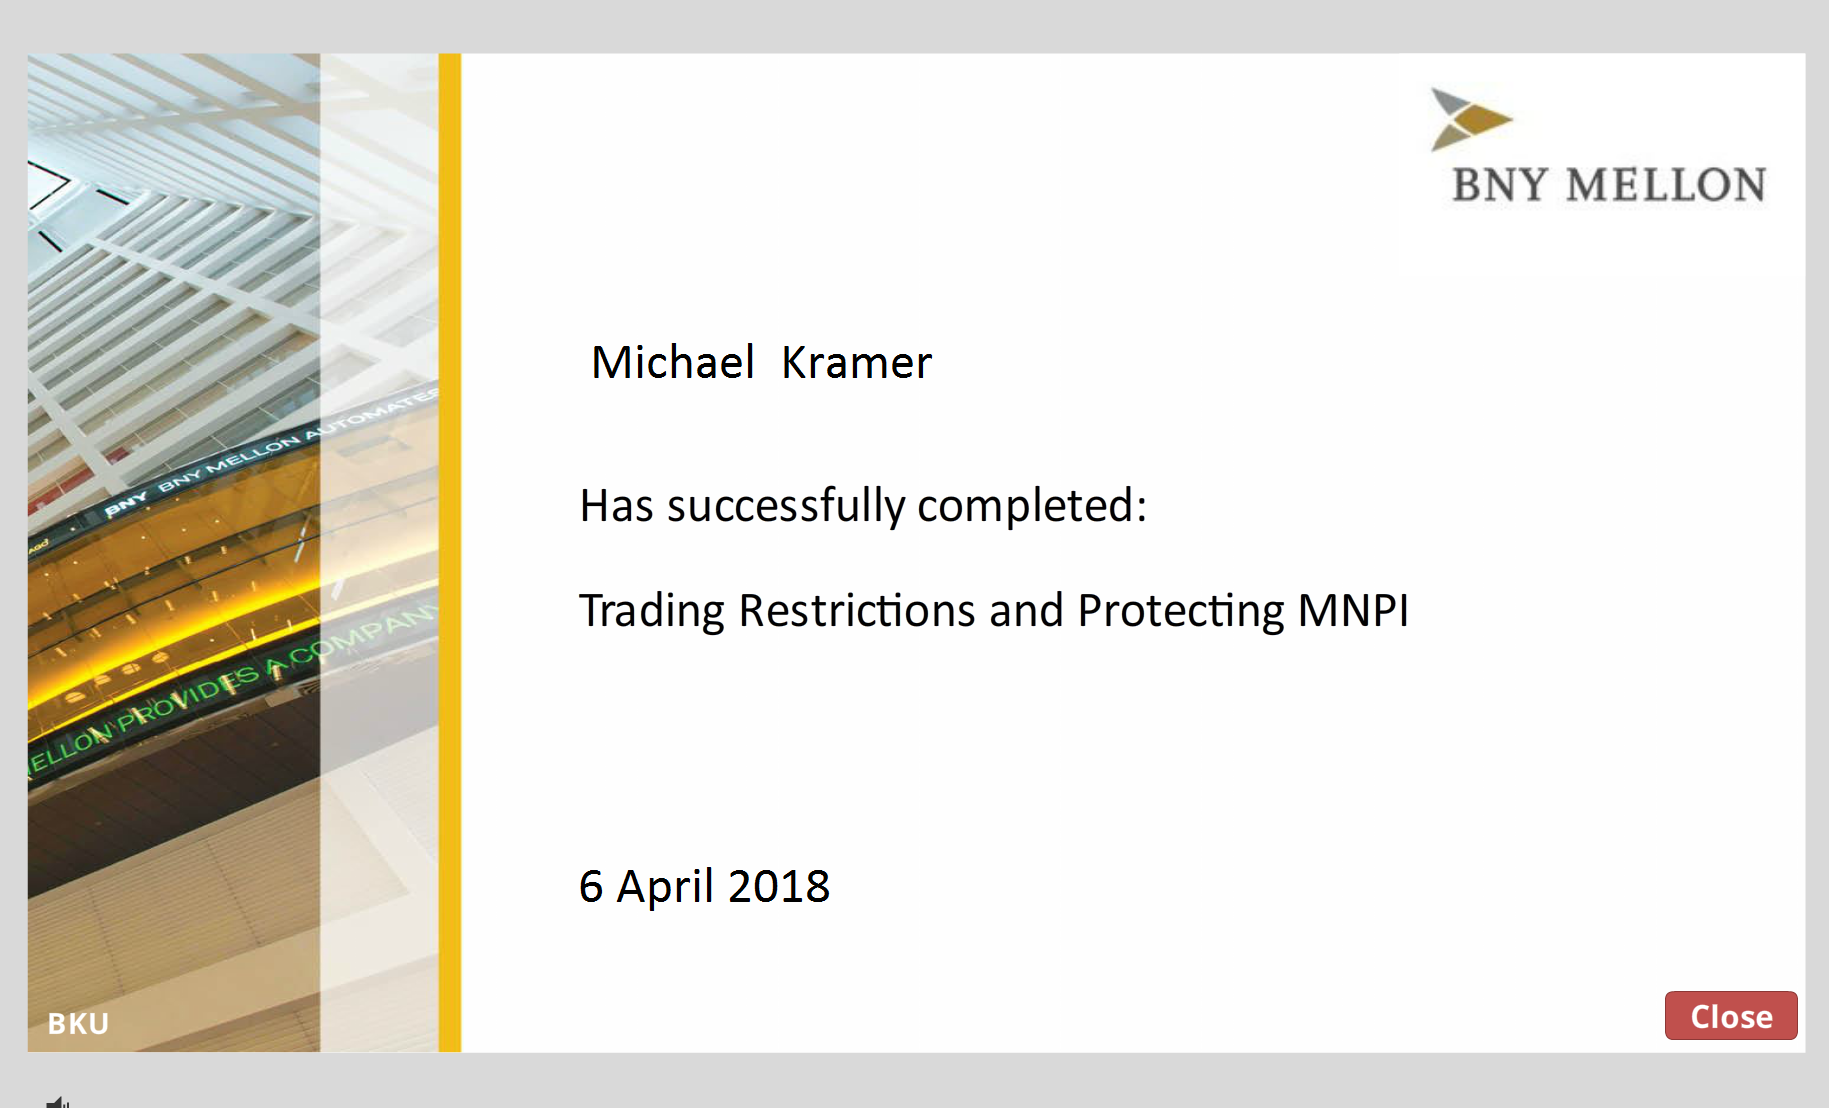 BNY MELLON
Michael Kramer
Has successfully completed:
Trading Restrictions and Protecting MNPI
6 April 2018
BNY BNY MELLON AUTOMATES
ELLON PROVIDES A COMPANY
BKU
Close